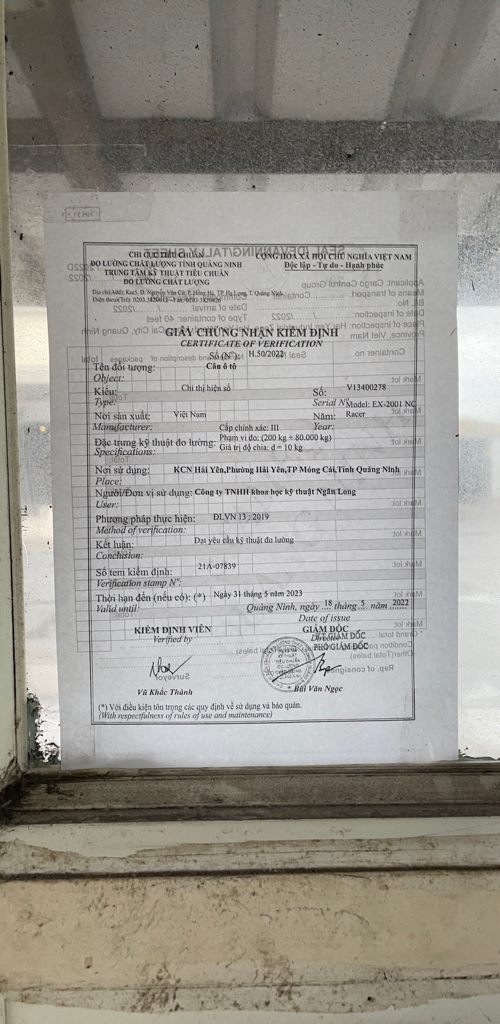 CHI CỤC TIÊU CHUẨN
ĐO LƯỜNG CHẤT LƯỢNG TỈNH QUẢNG NINH
TRUNG TÂM KỸ THUẬT TIÊU CHUẨN
ĐO LƯỜNG CHẤT LƯỢNG
CỘNG HÒA XÃ HỘI CHỦ NGHĨA VIỆT NAM
Độc lập - Tự do - Hạnh phúc
GIẤY CHỨNG NHẬN KIỂM ĐỊNH
CERTIFICATE OF VERIFICATION
Số (Nº): H.50/2022
Tên đối tượng: Cân ô tô
Object:
Kiểu: Chỉ thị hiện số Số: V13400278
Type: Serial Nº Model: EX-2001 NC
Racer
Nơi sản xuất: Việt Nam Năm:
Manufacturer: Year:
Cấp chính xác: III
Đặc trưng kỹ thuật đo lường: Phạm vi đo: (200 kg ÷ 80.000 kg)
Specifications: Giá trị độ chia: d = 10 kg
Nơi sử dụng: KCN Hải Yên,Phường Hải Yên,TP Móng Cái,Tỉnh Quảng Ninh
Place:
Người/Đơn vị sử dụng: Công ty TNHH khoa học kỹ thuật Ngân Long
User:
Phương pháp thực hiện: ĐLVN 13 : 2019
Method of verification:
Kết luận: Đạt yêu cầu kỹ thuật đo lường
Conclusion:
Số tem kiểm định: 21A-07839
Verification stamp Nº:
Thời hạn đến (nếu có): (*) Ngày 31 tháng 5 năm 2023
Valid until:
Quảng Ninh, ngày 18 tháng 5 năm 2022
Date of issue
KIỂM ĐỊNH VIÊN
Verified by
GIÁM ĐỐC
Director
KT.GIÁM ĐỐC
PHÓ GIÁM ĐỐC
Vũ Khắc Thành
Bùi Văn Ngọc
(*) Với điều kiện tôn trọng các quy định về sử dụng và bảo quản.
(With respectfulness of rules of use and maintenance)